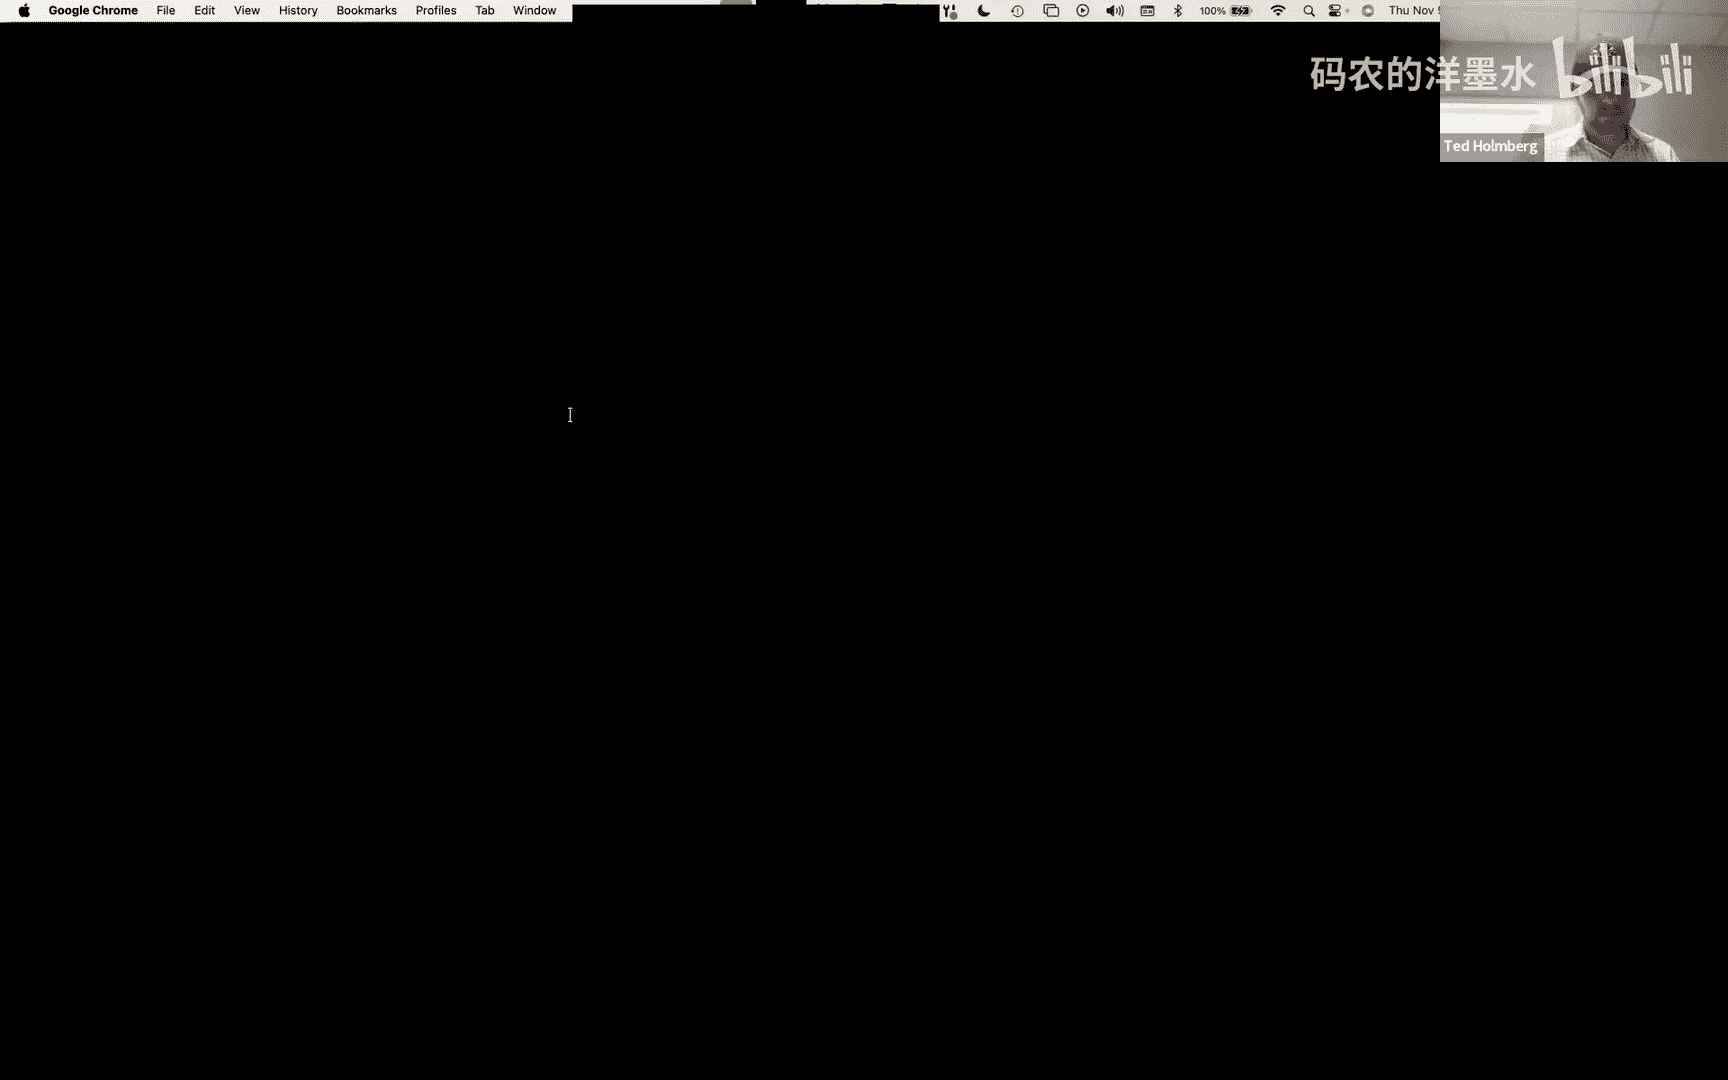 Google Chrome File Edit View History Bookmarks Profiles Tab Window 100% Thu Nov
码农的洋墨水 bilibili
Ted Holmberg